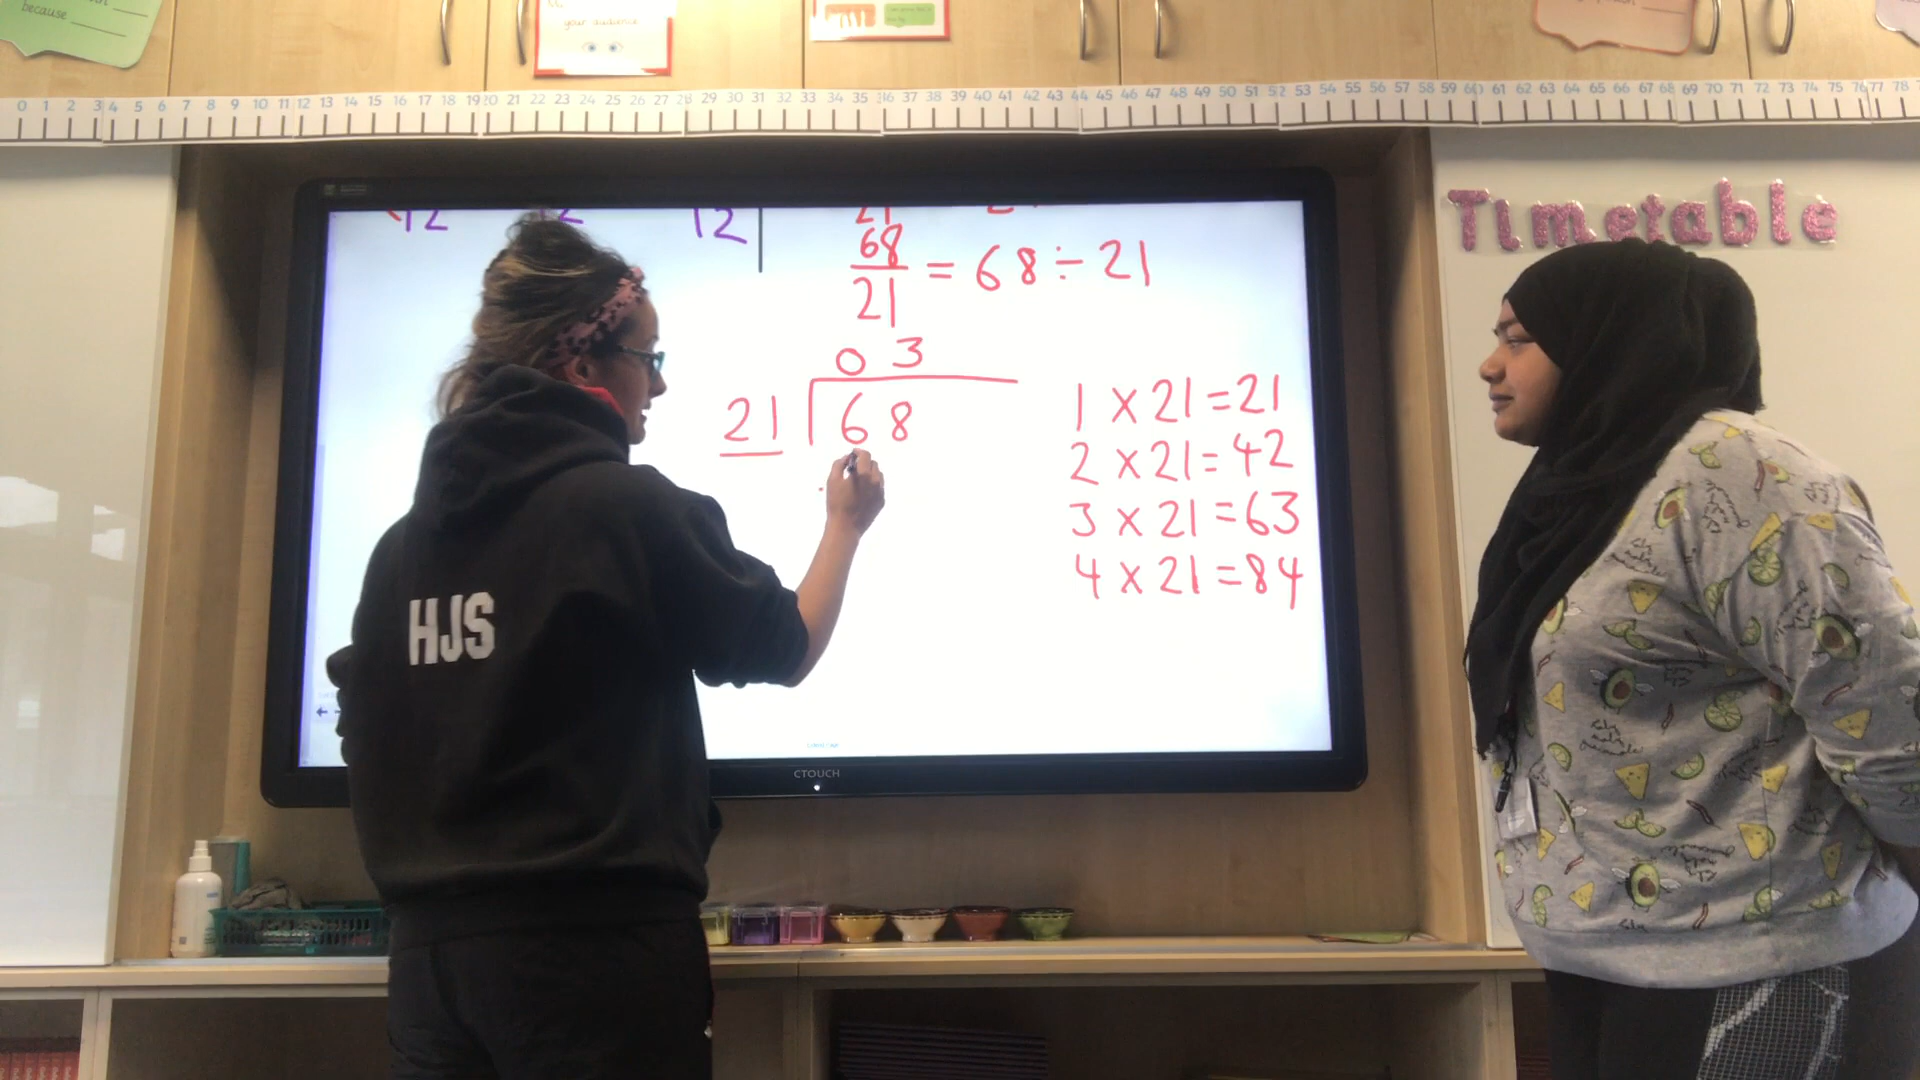 because
your audience
0 1 2 3 4 5 6 7 8 9 10 11 12 13 14 15 16 17 18 19 20 21 22 23 24 25 26 27 28 29 30 31 32 33 34 35 36 37 38 39 40 41 42 43 44 45 46 47 48 49 50 51 52 53 54 55 56 57 58 59 60 61 62 63 64 65 66 67 68 69 70 71 72 73 74 75 76 77 78
Timetable
12 12 12
21
68/21 = 68 ÷ 21
0 3
21 68
1 x 21 = 21
2 x 21 = 42
3 x 21 = 63
4 x 21 = 84
HJS
CTOUCH